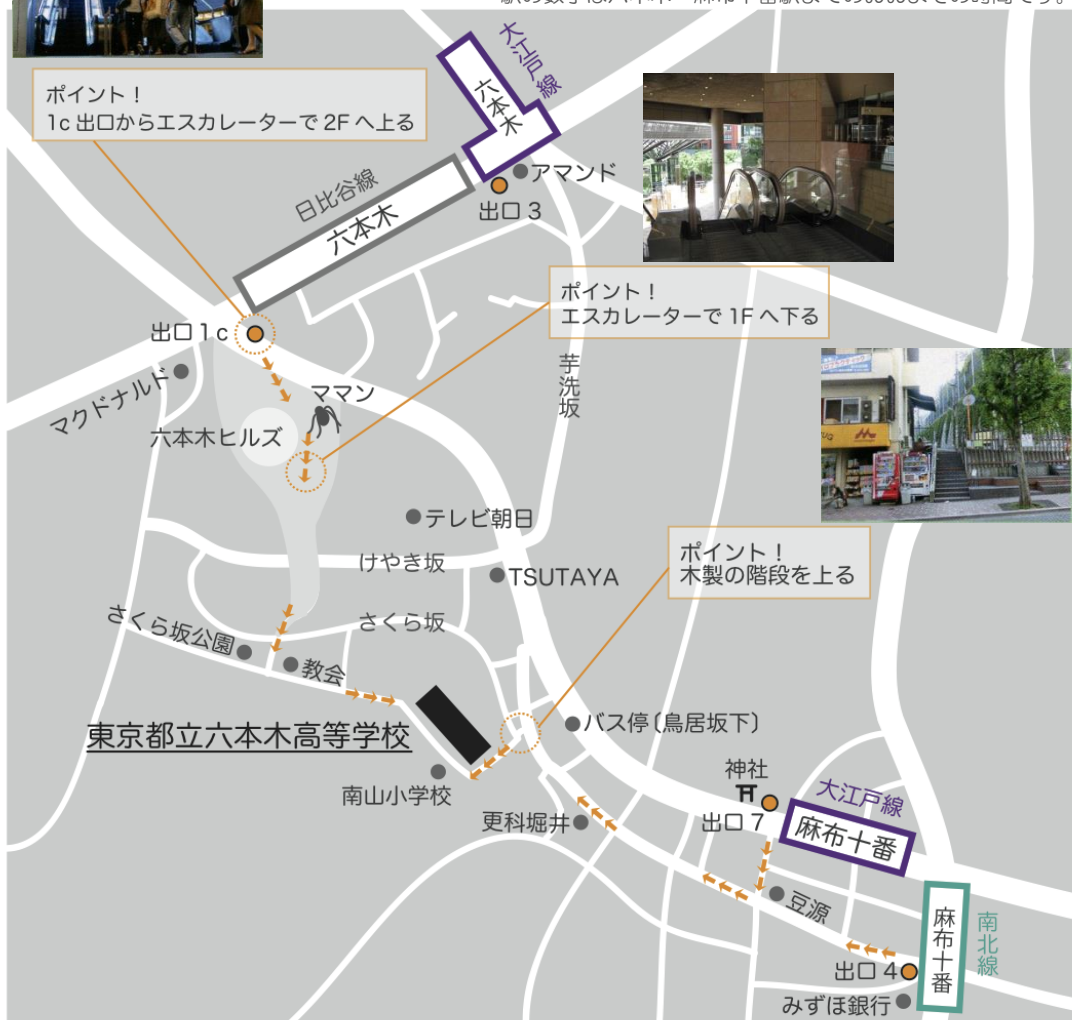 大江戸線
六本木
ポイント！
1c 出口からエスカレーターで 2F へ上る
アマンド
日比谷線
六本木
出口 3
ポイント！
エスカレーターで 1F へ下る
出口 1c
芋洗坂
マクドナルド
ママン
六本木ヒルズ
テレビ朝日
ポイント！
木製の階段を上る
けやき坂
TSUTAYA
さくら坂公園
さくら坂
教会
東京都立六本木高等学校
バス停〔鳥居坂下〕
南山小学校
神社
大江戸線
更科堀井
出口 7
麻布十番
豆源
麻布十番
南北線
出口 4
みずほ銀行